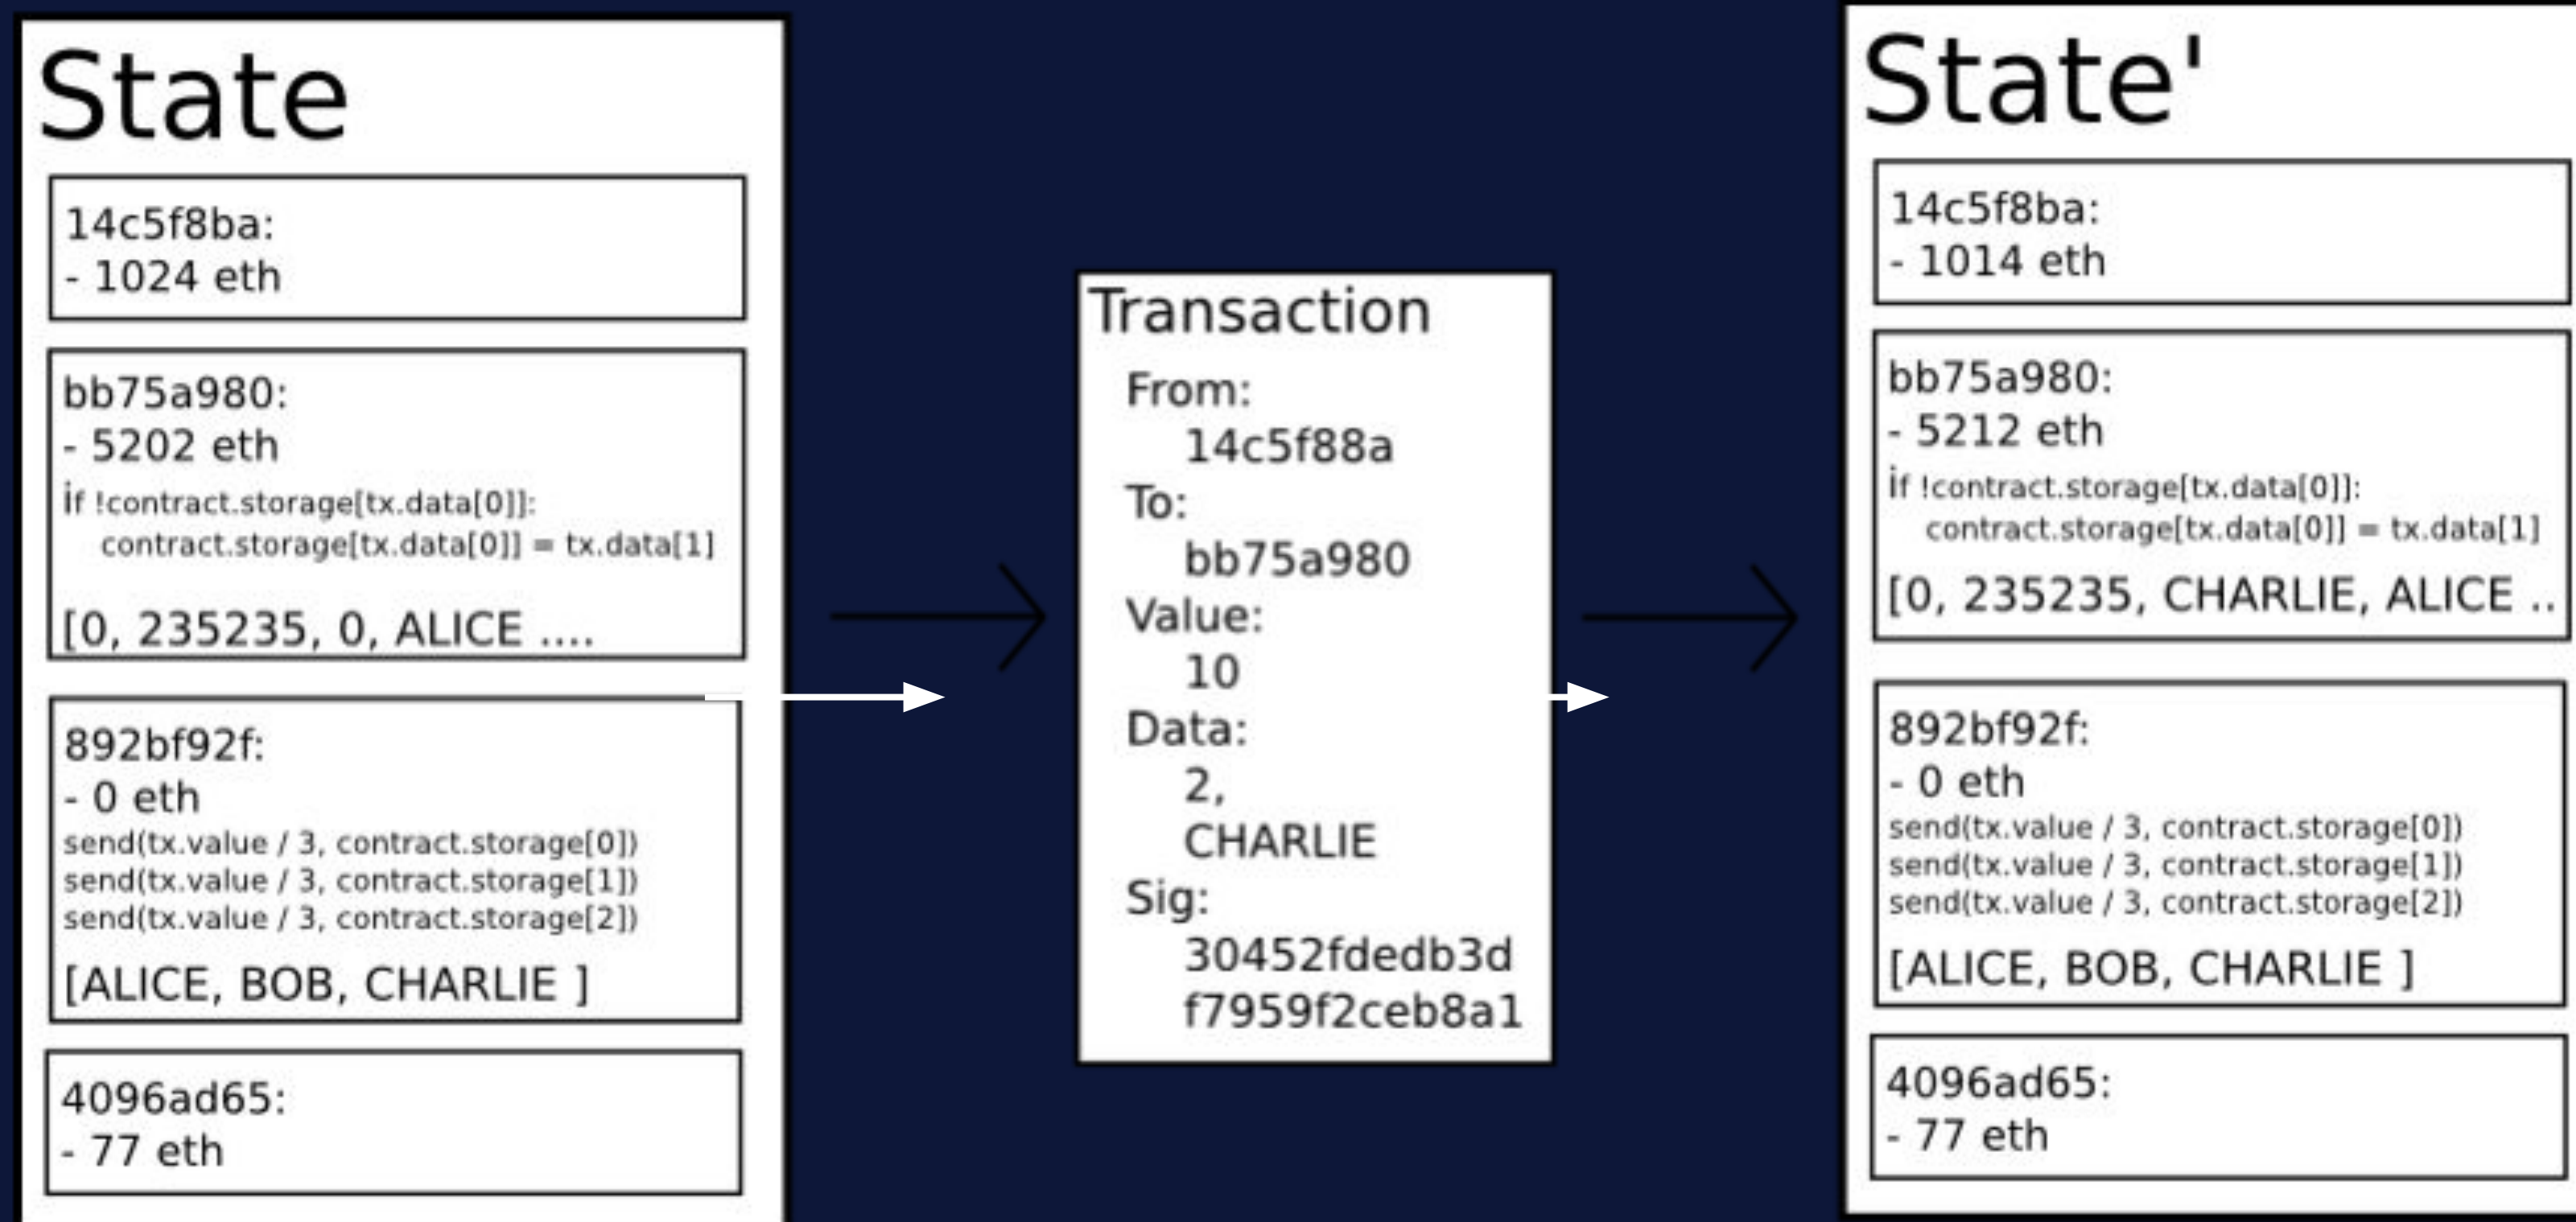 State
14c5f8ba:
- 1024 eth
bb75a980:
- 5202 eth
if !contract.storage[tx.data[0]]:
contract.storage[tx.data[0]] = tx.data[1]
[0, 235235, 0, ALICE ....
892bf92f:
- 0 eth
send(tx.value / 3, contract.storage[0])
send(tx.value / 3, contract.storage[1])
send(tx.value / 3, contract.storage[2])
[ALICE, BOB, CHARLIE ]
4096ad65:
- 77 eth
Transaction
From:
14c5f88a
To:
bb75a980
Value:
10
Data:
2,
CHARLIE
Sig:
30452fdedb3d
f7959f2ceb8a1
State'
14c5f8ba:
- 1014 eth
bb75a980:
- 5212 eth
if !contract.storage[tx.data[0]]:
contract.storage[tx.data[0]] = tx.data[1]
[0, 235235, CHARLIE, ALICE ..
892bf92f:
- 0 eth
send(tx.value / 3, contract.storage[0])
send(tx.value / 3, contract.storage[1])
send(tx.value / 3, contract.storage[2])
[ALICE, BOB, CHARLIE ]
4096ad65:
- 77 eth